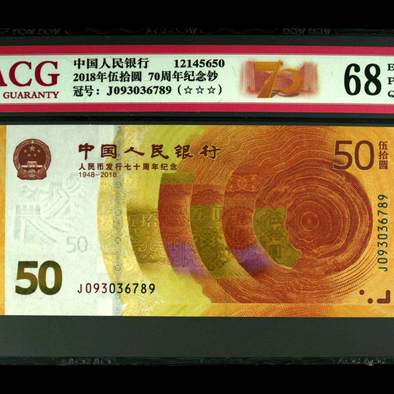 ACG
GUARANTY
中国人民银行 12145650
2018年伍拾圆 70周年纪念钞
冠号：J093036789（☆☆☆）
70
68
E
P
Q
中国人民银行
人民币发行七十周年纪念
1948-2018
50
伍拾圆
J093036789
50
50
J093036789